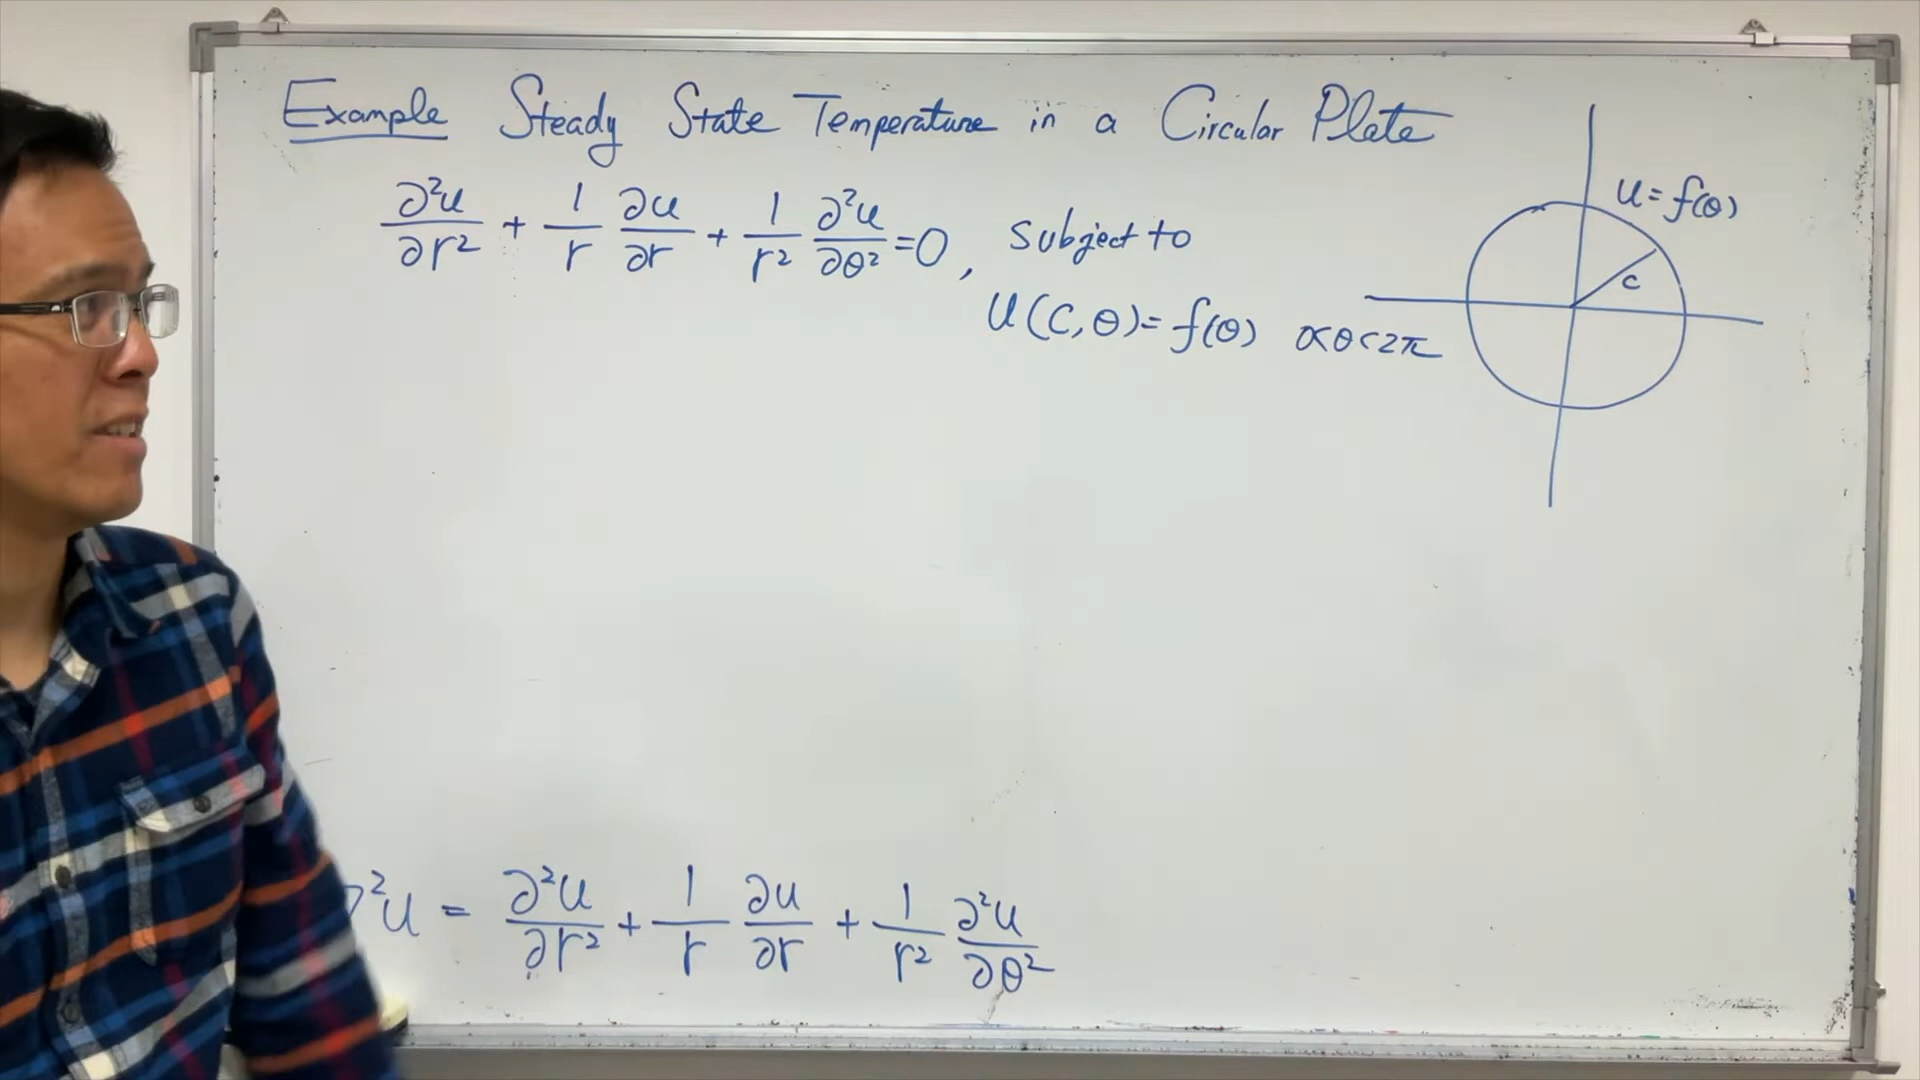 Example Steady State Temperature in a Circular Plate
∂²u/∂r² + 1/r ∂u/∂r + 1/r² ∂²u/∂θ² = 0, subject to
u(c,θ) = f(θ) 0<θ<2π
u = f(θ)
c
²u = ∂²u/∂r² + 1/r ∂u/∂r + 1/r² ∂²u/∂θ²